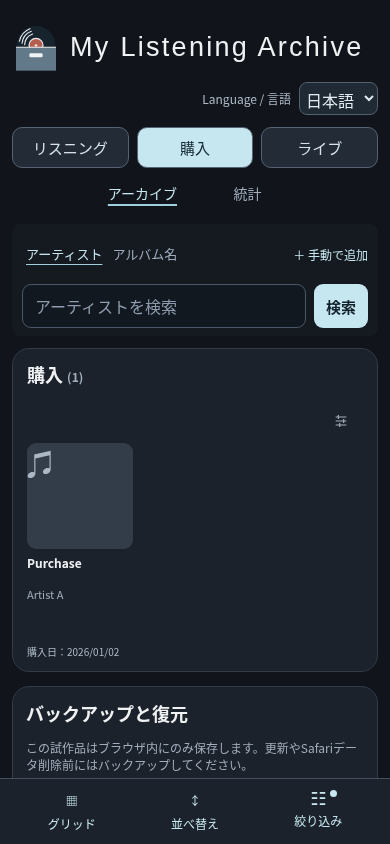 My Listening Archive
Language / 言語
日本語
リスニング
購入
ライブ
アーカイブ
統計
アーティスト
アルバム名
＋ 手動で追加
アーティストを検索
検索
購入 (1)
Purchase
Artist A
購入日：2026/01/02
バックアップと復元
この試作品はブラウザ内にのみ保存します。更新やSafariデー
タ削除前にはバックアップしてください。
グリッド
並べ替え
絞り込み